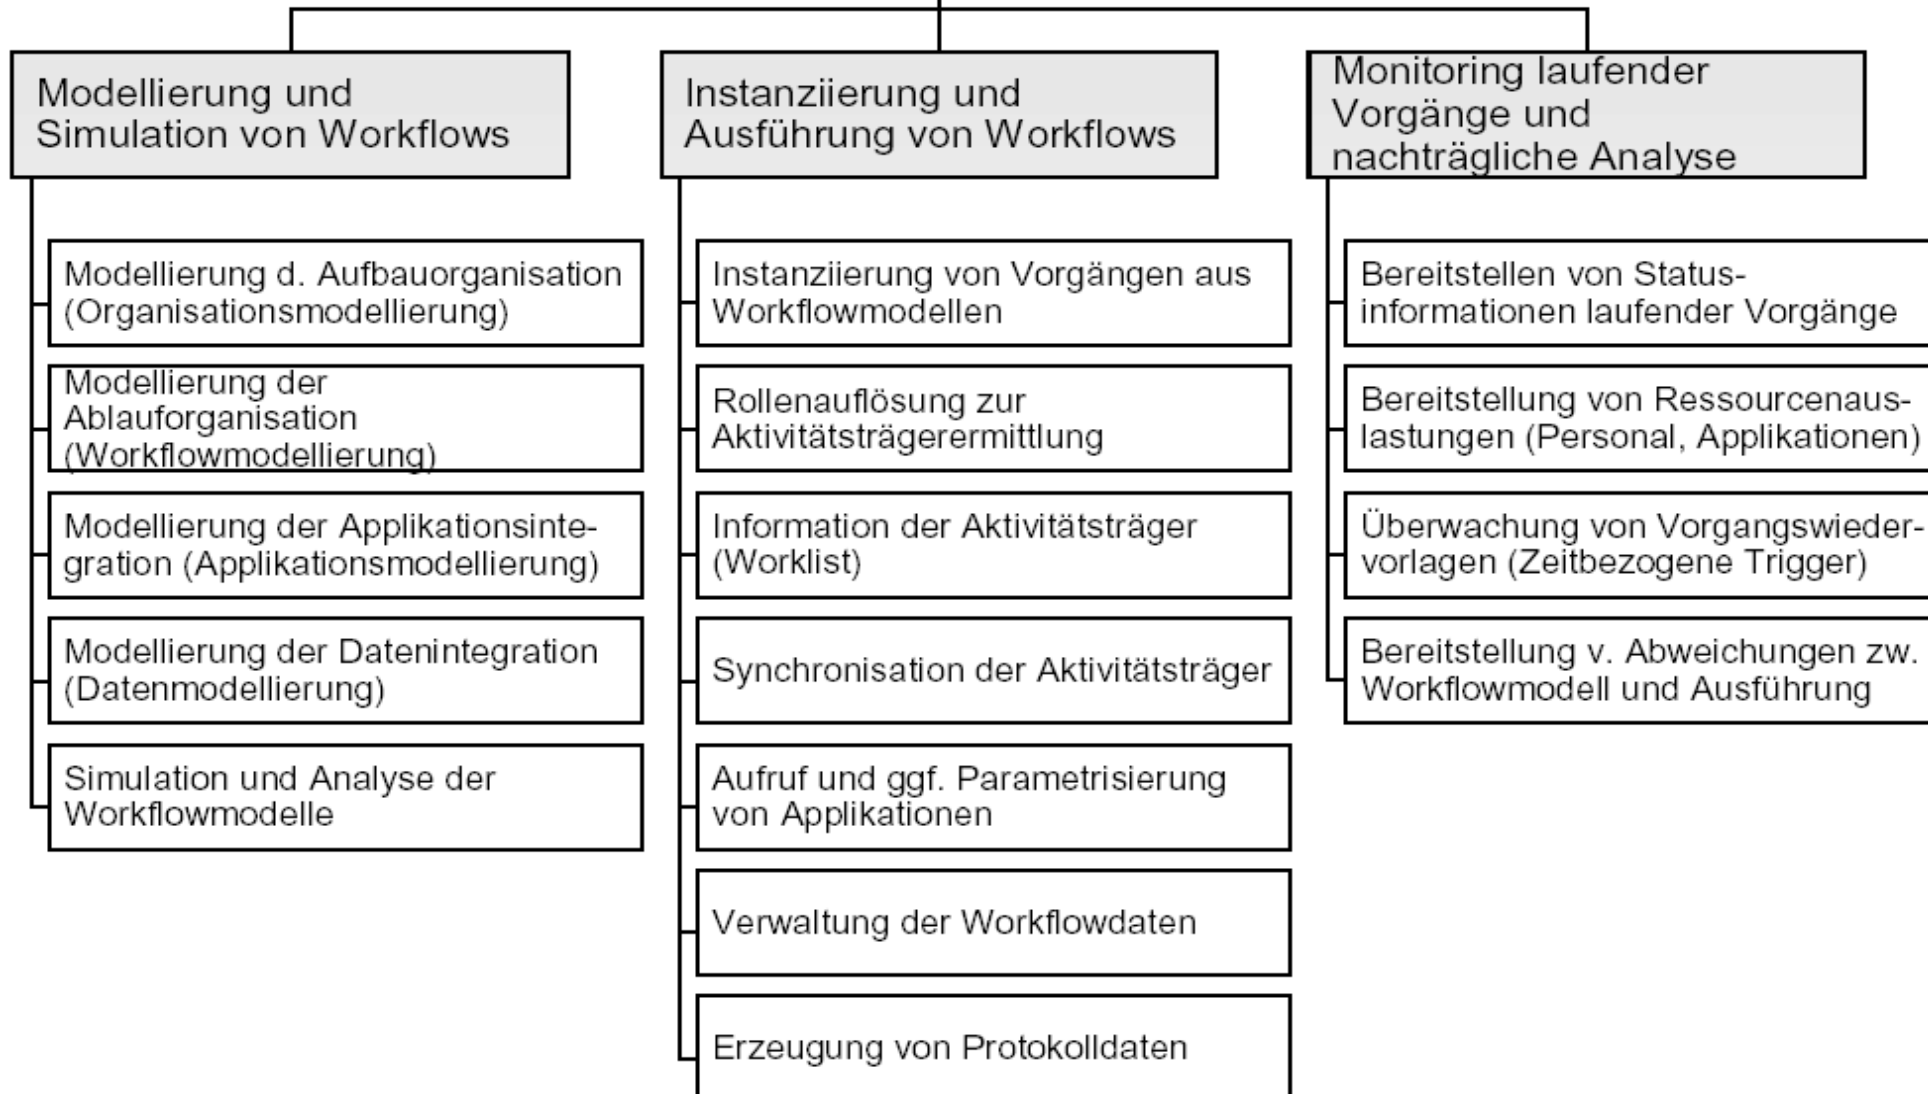 Modellierung und
Simulation von Workflows
Modellierung d. Aufbauorganisation
(Organisationsmodellierung)
Modellierung der
Ablauforganisation
(Workflowmodellierung)
Modellierung der Applikationsinte-
gration (Applikationsmodellierung)
Modellierung der Datenintegration
(Datenmodellierung)
Simulation und Analyse der
Workflowmodelle
Instanziierung und
Ausführung von Workflows
Instanziierung von Vorgängen aus
Workflowmodellen
Rollenauflösung zur
Aktivitätsträgerermittlung
Information der Aktivitätsträger
(Worklist)
Synchronisation der Aktivitätsträger
Aufruf und ggf. Parametrisierung
von Applikationen
Verwaltung der Workflowdaten
Erzeugung von Protokolldaten
Monitoring laufender
Vorgänge und
nachträgliche Analyse
Bereitstellen von Status-
informationen laufender Vorgänge
Bereitstellung von Ressourcenaus-
lastungen (Personal, Applikationen)
Überwachung von Vorgangswieder-
vorlagen (Zeitbezogene Trigger)
Bereitstellung v. Abweichungen zw.
Workflowmodell und Ausführung